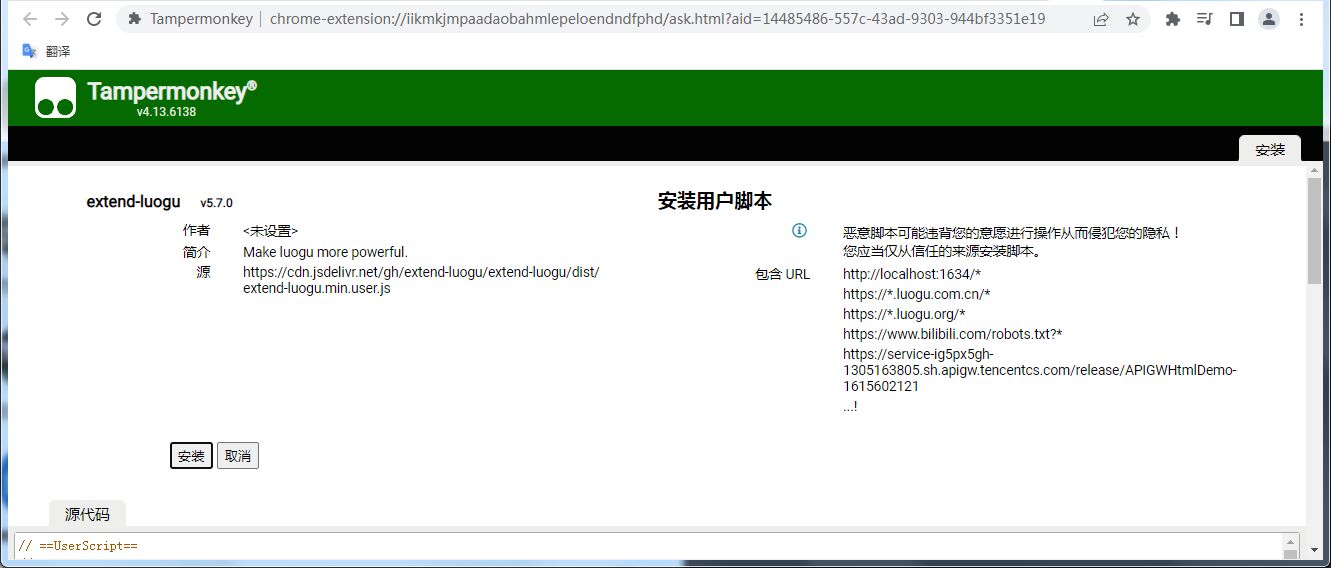 Tampermonkey | chrome-extension://iikmkjmpaadaobahmlepeloendndfphd/ask.html?aid=14485486-557c-43ad-9303-944bf3351e19
翻译
Tampermonkey®
v4.13.6138
安装
extend-luogu v5.7.0
作者 <未设置>
简介 Make luogu more powerful.
源 https://cdn.jsdelivr.net/gh/extend-luogu/extend-luogu/dist/
extend-luogu.min.user.js
安装用户脚本
恶意脚本可能违背您的意愿进行操作从而侵犯您的隐私！
您应当仅从信任的来源安装脚本。
包含 URL http://localhost:1634/*
https://*.luogu.com.cn/*
https://*.luogu.org/*
https://www.bilibili.com/robots.txt?*
https://service-ig5px5gh-
1305163805.sh.apigw.tencentcs.com/release/APIGWHtmlDemo-
1615602121
...!
安装 取消
源代码
// ==UserScript==